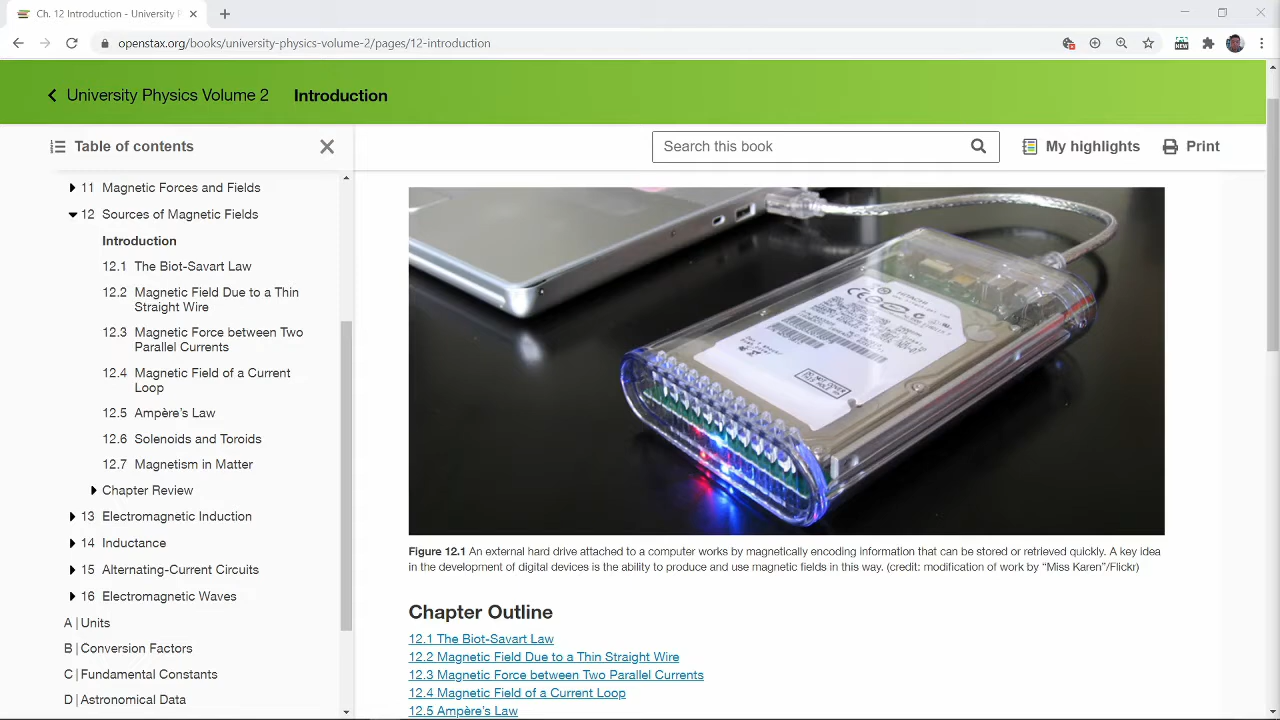 Ch. 12 Introduction - University P
openstax.org/books/university-physics-volume-2/pages/12-introduction
NEW
University Physics Volume 2
Introduction
Table of contents
Search this book
My highlights
Print
11 Magnetic Forces and Fields
12 Sources of Magnetic Fields
Introduction
12.1 The Biot-Savart Law
12.2 Magnetic Field Due to a Thin
Straight Wire
12.3 Magnetic Force between Two
Parallel Currents
12.4 Magnetic Field of a Current
Loop
12.5 Ampère's Law
12.6 Solenoids and Toroids
12.7 Magnetism in Matter
Chapter Review
13 Electromagnetic Induction
14 Inductance
15 Alternating-Current Circuits
16 Electromagnetic Waves
A | Units
B | Conversion Factors
C | Fundamental Constants
D | Astronomical Data
HITACHI
Figure 12.1 An external hard drive attached to a computer works by magnetically encoding information that can be stored or retrieved quickly. A key idea
in the development of digital devices is the ability to produce and use magnetic fields in this way. (credit: modification of work by “Miss Karen”/Flickr)
Chapter Outline
12.1 The Biot-Savart Law
12.2 Magnetic Field Due to a Thin Straight Wire
12.3 Magnetic Force between Two Parallel Currents
12.4 Magnetic Field of a Current Loop
12.5 Ampère's Law